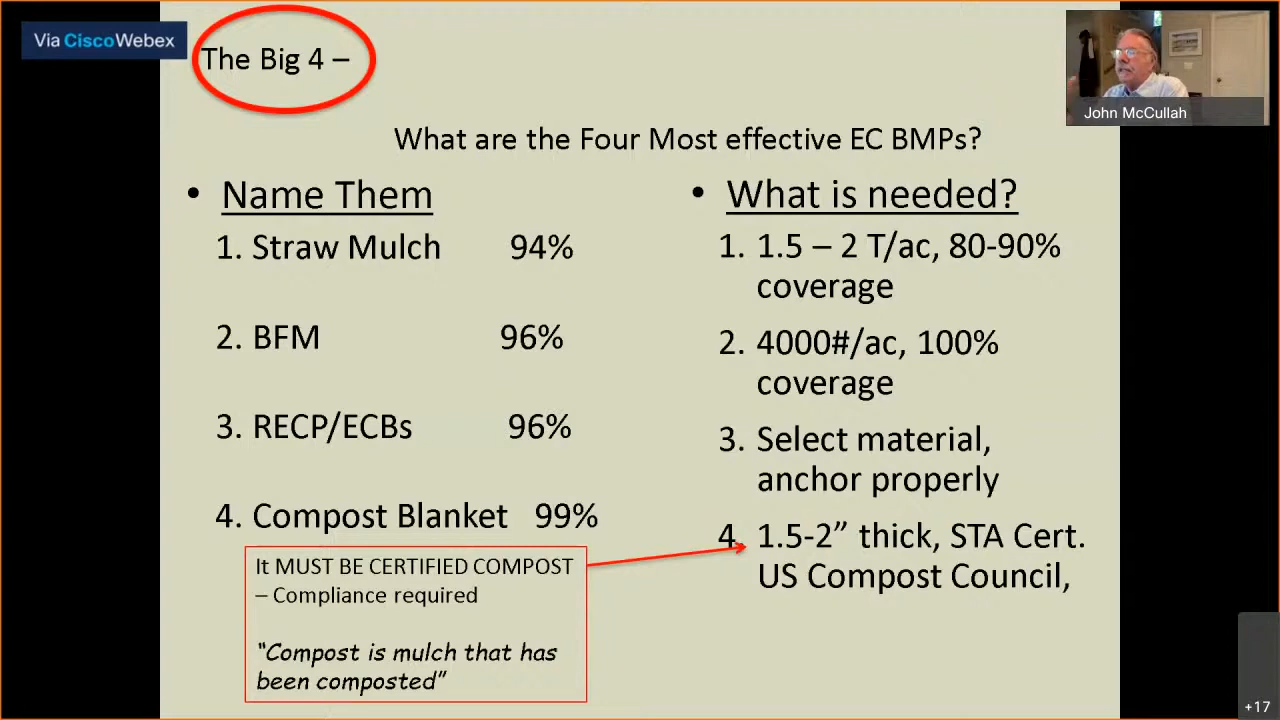 Via CiscoWebex
The Big 4 –
John McCullah
What are the Four Most effective EC BMPs?
• Name Them
1. Straw Mulch 94%
2. BFM 96%
3. RECP/ECBs 96%
4. Compost Blanket 99%
It MUST BE CERTIFIED COMPOST
– Compliance required
“Compost is mulch that has
been composted”
• What is needed?
1. 1.5 – 2 T/ac, 80-90%
coverage
2. 4000#/ac, 100%
coverage
3. Select material,
anchor properly
4. 1.5-2” thick, STA Cert.
US Compost Council,
+17